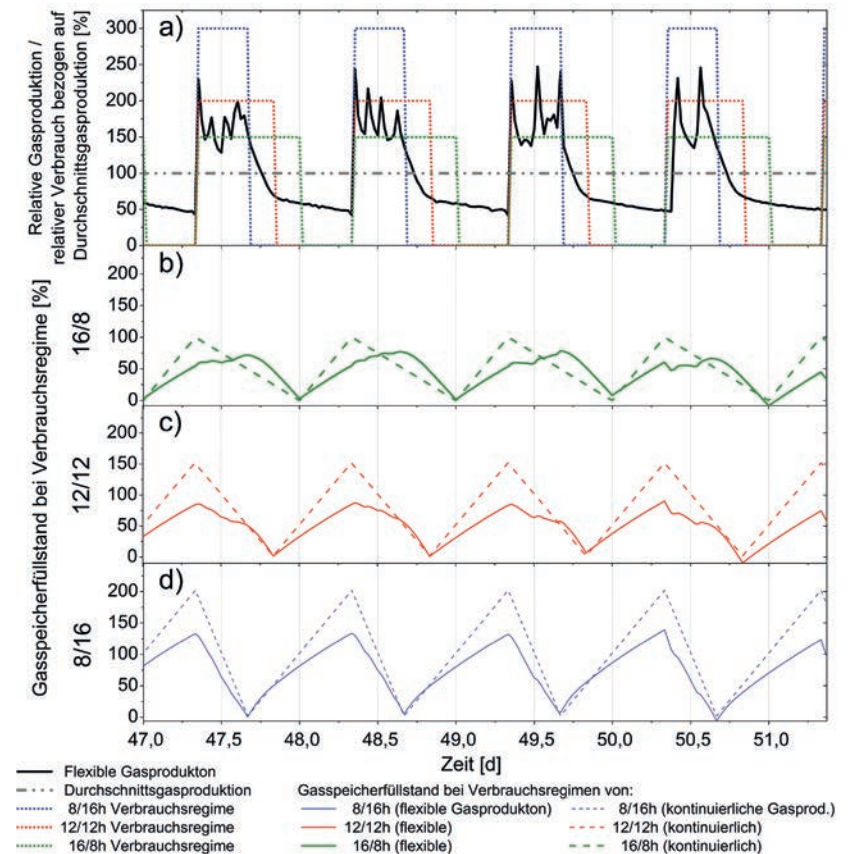 Relative Gasproduktion /
relativer Verbrauch bezogen auf
Durchschnittsgasproduktion [%]
a)
300
250
200
150
100
50
0
Gasspeicherfüllstand bei Verbrauchsregime [%]
16/8
b)
200
150
100
50
0
12/12
c)
200
150
100
50
0
8/16
d)
200
150
100
50
0
47,0 47,5 48,0 48,5 49,0 49,5 50,0 50,5 51,0
Zeit [d]
Flexible Gasprodukton
Durchschnittsgasproduktion
8/16h Verbrauchsregime
12/12h Verbrauchsregime
16/8h Verbrauchsregime
Gasspeicherfüllstand bei Verbrauchsregimen von:
8/16h (flexible Gasprodukton)
12/12h (flexible)
16/8h (flexible)
8/16h (kontinuierliche Gasprod.)
12/12h (kontinuierlich)
16/8h (kontinuierlich)